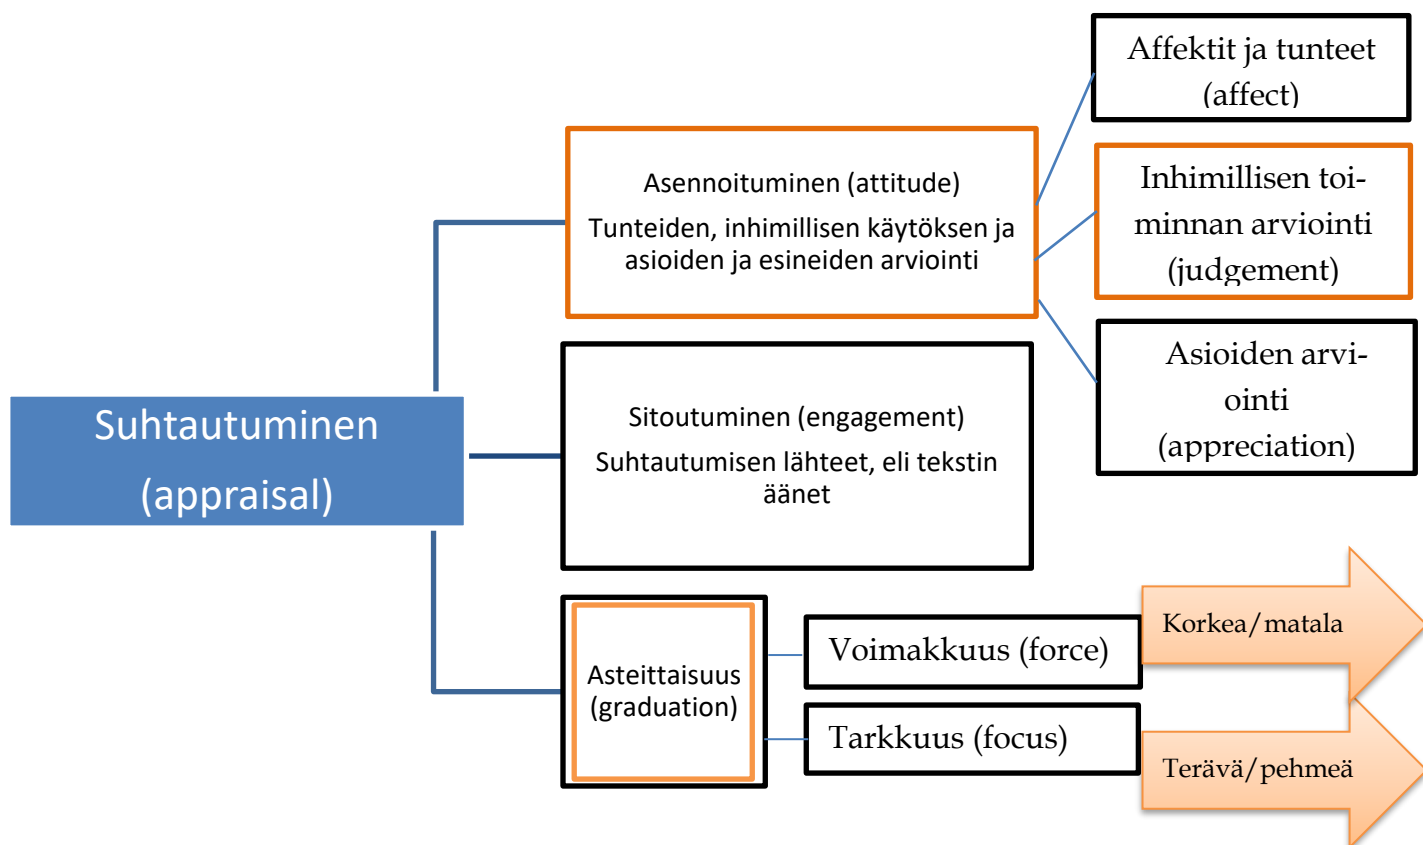 Suhtautuminen
(appraisal)
Asennoituminen (attitude)
Tunteiden, inhimillisen käytöksen ja
asioiden ja esineiden arviointi
Affektit ja tunteet
(affect)
Inhimillisen toi-
minnan arviointi
(judgement)
Asioiden arvi-
ointi
(appreciation)
Sitoutuminen (engagement)
Suhtautumisen lähteet, eli tekstin
äänet
Asteittaisuus
(graduation)
Voimakkuus (force)
Korkea/matala
Tarkkuus (focus)
Terävä/pehmeä